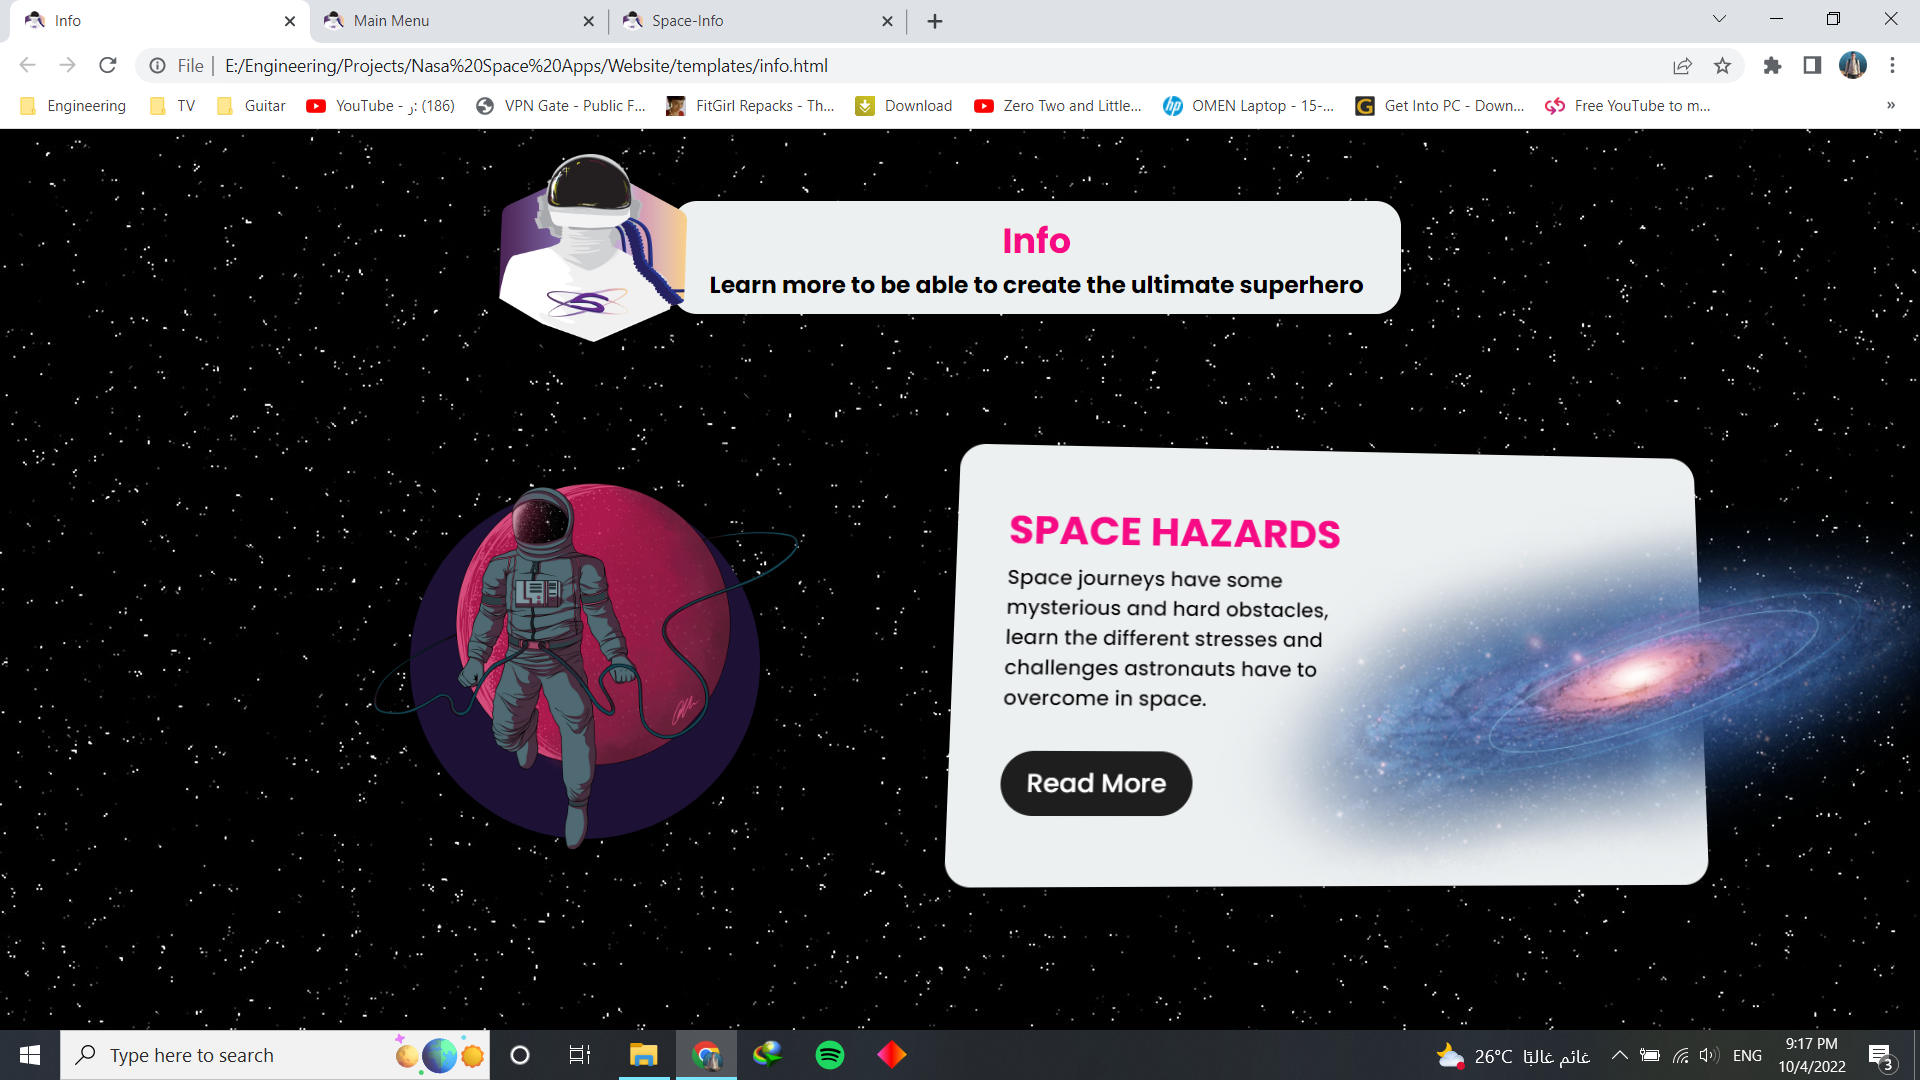 Info
Main Menu
Space-Info
File
E:/Engineering/Projects/Nasa%20Space%20Apps/Website/templates/info.html
Engineering
TV
Guitar
YouTube - ز: (186)
VPN Gate - Public F...
FitGirl Repacks - Th...
Download
Zero Two and Little...
OMEN Laptop - 15-...
Get Into PC - Down...
Free YouTube to m...
»
Info
Learn more to be able to create the ultimate superhero
SPACE HAZARDS
Space journeys have some
mysterious and hard obstacles,
learn the different stresses and
challenges astronauts have to
overcome in space.
Read More
Type here to search
26°C غائم غالبًا
ENG
9:17 PM
10/4/2022
3